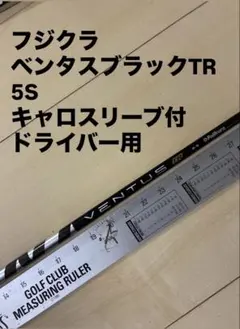 フジクラ
ベンタスブラックTR
5S
キャロスリーブ付
ドライバー用
VENTUS
GOLF CLUB
MEASURING RULER